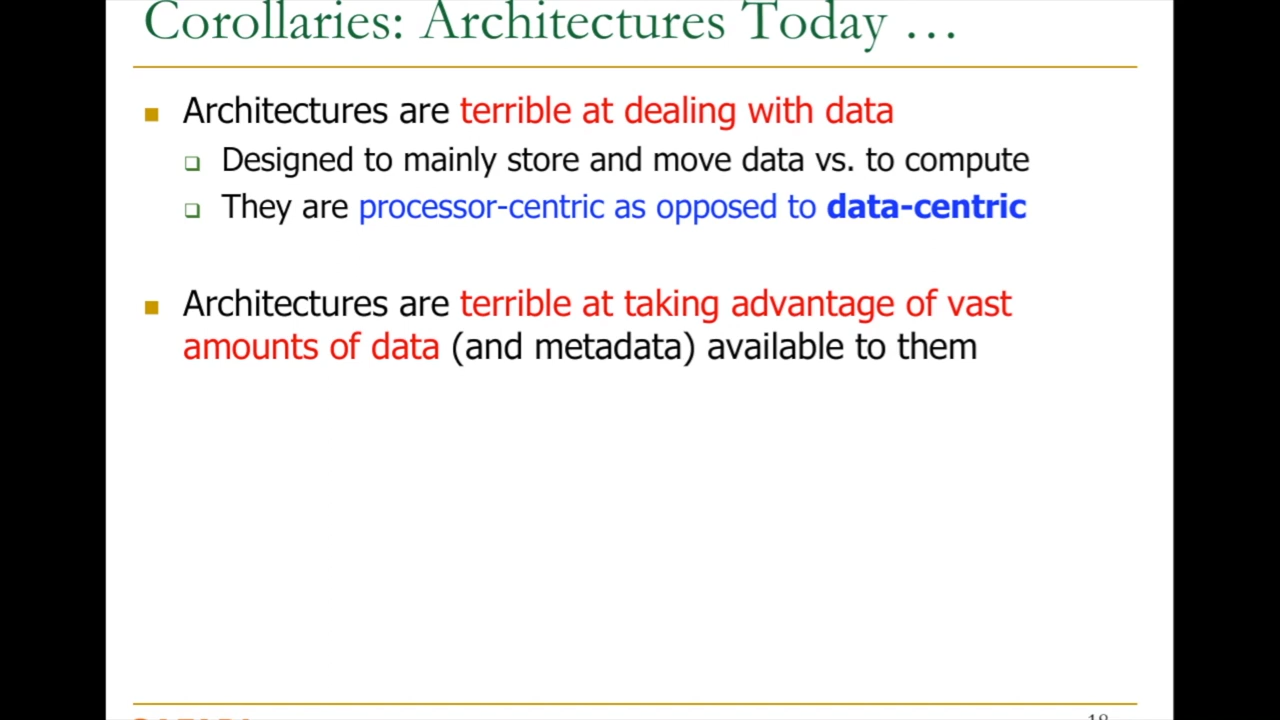 Corollaries: Architectures Today …
Architectures are terrible at dealing with data
Designed to mainly store and move data vs. to compute
They are processor-centric as opposed to data-centric
Architectures are terrible at taking advantage of vast
amounts of data (and metadata) available to them
18